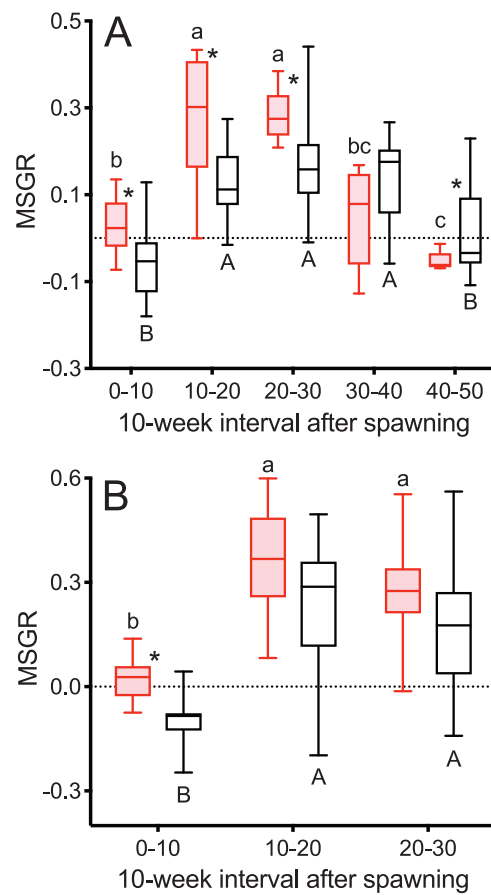 A
MSGR
0.5
0.3
0.1
-0.1
-0.3
b
*
B
a
*
A
a
*
A
bc
A
c
*
B
0-10
10-20
20-30
30-40
40-50
10-week interval after spawning
B
MSGR
0.6
0.3
0.0
-0.3
b
*
B
a
A
a
A
0-10
10-20
20-30
10-week interval after spawning